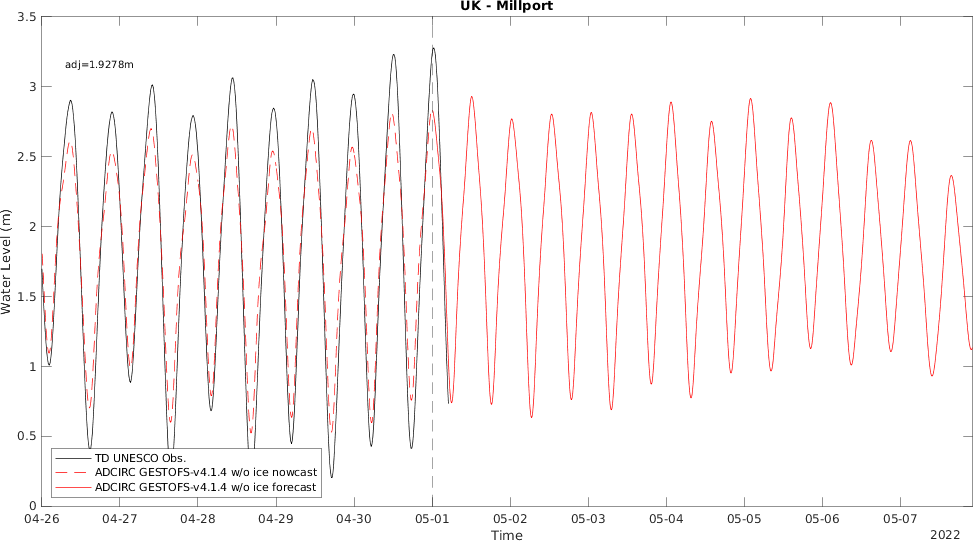 UK - Millport
adj=1.9278m
Water Level (m)
3.5
3
2.5
2
1.5
1
0.5
0
TD UNESCO Obs.
ADCIRC GESTOFS-v4.1.4 w/o ice nowcast
ADCIRC GESTOFS-v4.1.4 w/o ice forecast
04-26 04-27 04-28 04-29 04-30 05-01 05-02 05-03 05-04 05-05 05-06 05-07
Time
2022